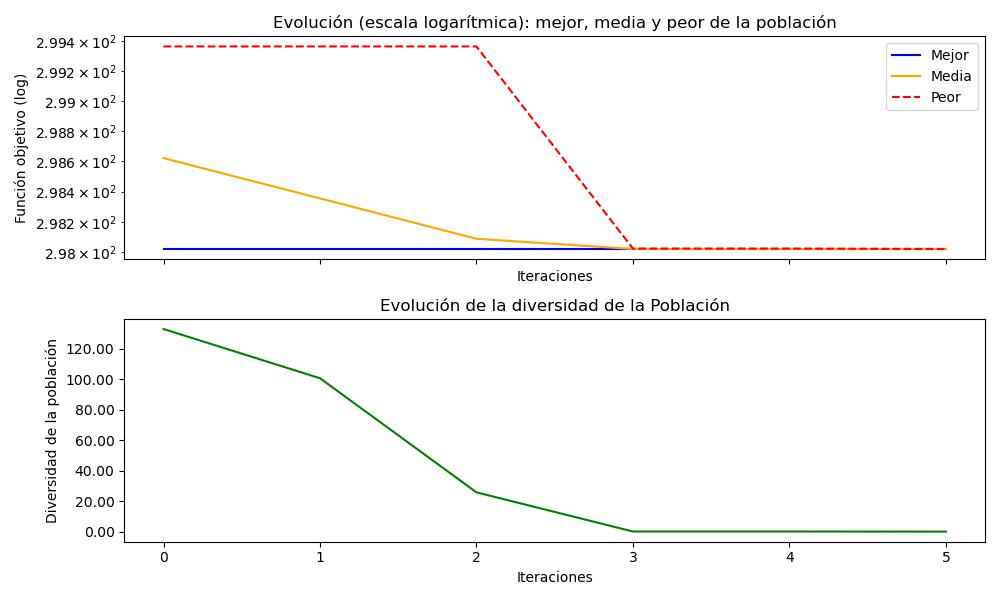 Evolución (escala logarítmica): mejor, media y peor de la población
Función objetivo (log)
2.994 × 10²
2.992 × 10²
2.99 × 10²
2.988 × 10²
2.986 × 10²
2.984 × 10²
2.982 × 10²
2.98 × 10²
Mejor
Media
Peor
Iteraciones
Evolución de la diversidad de la Población
Diversidad de la población
120.00
100.00
80.00
60.00
40.00
20.00
0.00
0 1 2 3 4 5
Iteraciones